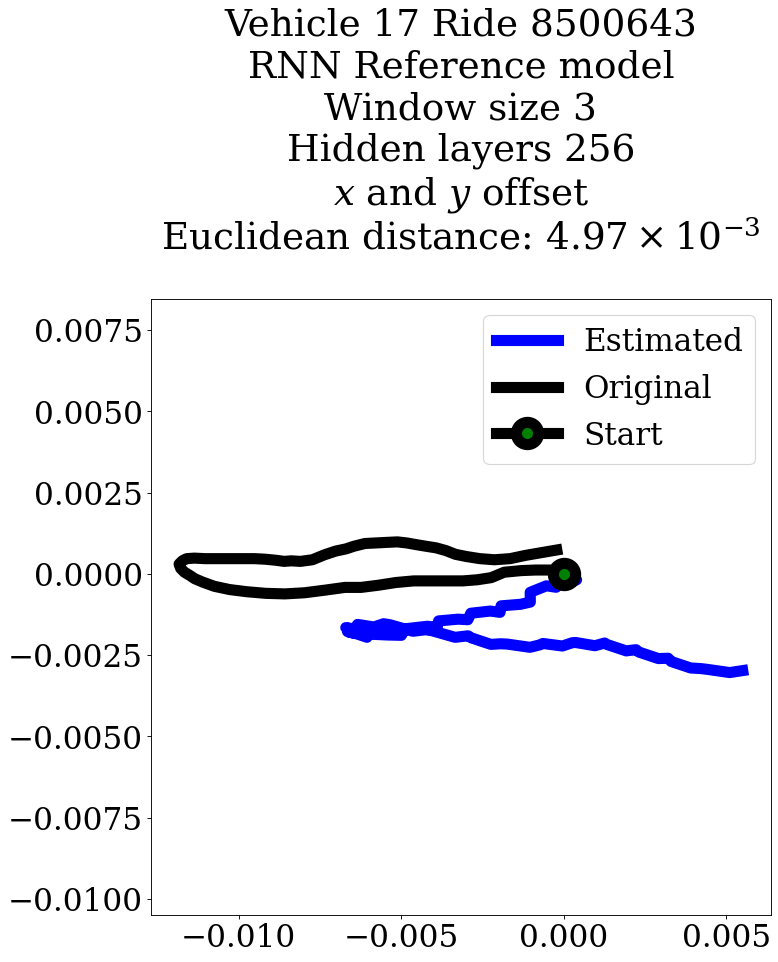 Vehicle 17 Ride 8500643
RNN Reference model
Window size 3
Hidden layers 256
x and y offset
Euclidean distance: 4.97 × 10⁻³
Estimated
Original
Start
0.0075
0.0050
0.0025
0.0000
−0.0025
−0.0050
−0.0075
−0.0100
−0.010 −0.005 0.000 0.005